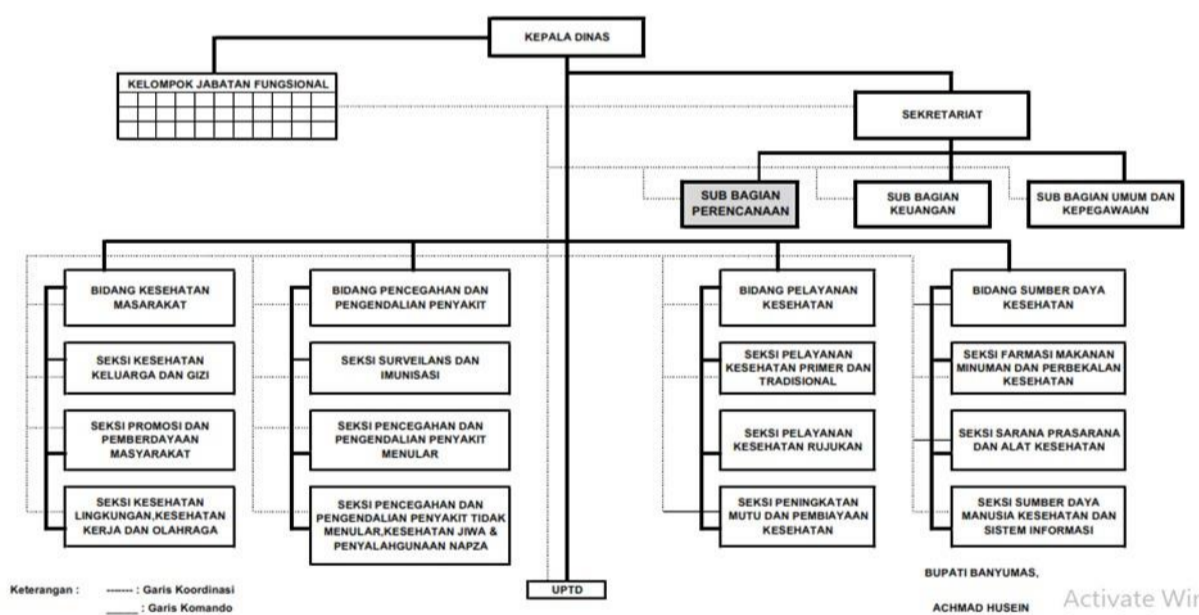 KEPALA DINAS
KELOMPOK JABATAN FUNGSIONAL
SEKRETARIAT
SUB BAGIAN
PERENCANAAN
SUB BAGIAN
KEUANGAN
SUB BAGIAN UMUM DAN
KEPEGAWAIAN
BIDANG KESEHATAN
MASARAKAT
SEKSI KESEHATAN
KELUARGA DAN GIZI
SEKSI PROMOSI DAN
PEMBERDAYAAN
MASYARAKAT
SEKSI KESEHATAN
LINGKUNGAN,KESEHATAN
KERJA DAN OLAHRAGA
BIDANG PENCEGAHAN DAN
PENGENDALIAN PENYAKIT
SEKSI SURVEILANS DAN
IMUNISASI
SEKSI PENCEGAHAN DAN
PENGENDALIAN PENYAKIT
MENULAR
SEKSI PENCEGAHAN DAN
PENGENDALIAN PENYAKIT TIDAK
MENULAR,KESEHATAN JIWA &
PENYALAHGUNAAN NAPZA
BIDANG PELAYANAN
KESEHATAN
SEKSI PELAYANAN
KESEHATAN PRIMER DAN
TRADISIONAL
SEKSI PELAYANAN
KESEHATAN RUJUKAN
SEKSI PENINGKATAN
MUTU DAN PEMBIAYAAN
KESEHATAN
BIDANG SUMBER DAYA
KESEHATAN
SEKSI FARMASI MAKANAN
MINUMAN DAN PERBEKALAN
KESEHATAN
SEKSI SARANA PRASARANA
DAN ALAT KESEHATAN
SEKSI SUMBER DAYA
MANUSIA KESEHATAN DAN
SISTEM INFORMASI
UPTD
Keterangan : ------ : Garis Koordinasi
_____ : Garis Komando
BUPATI BANYUMAS,
ACHMAD HUSEIN
Activate Win